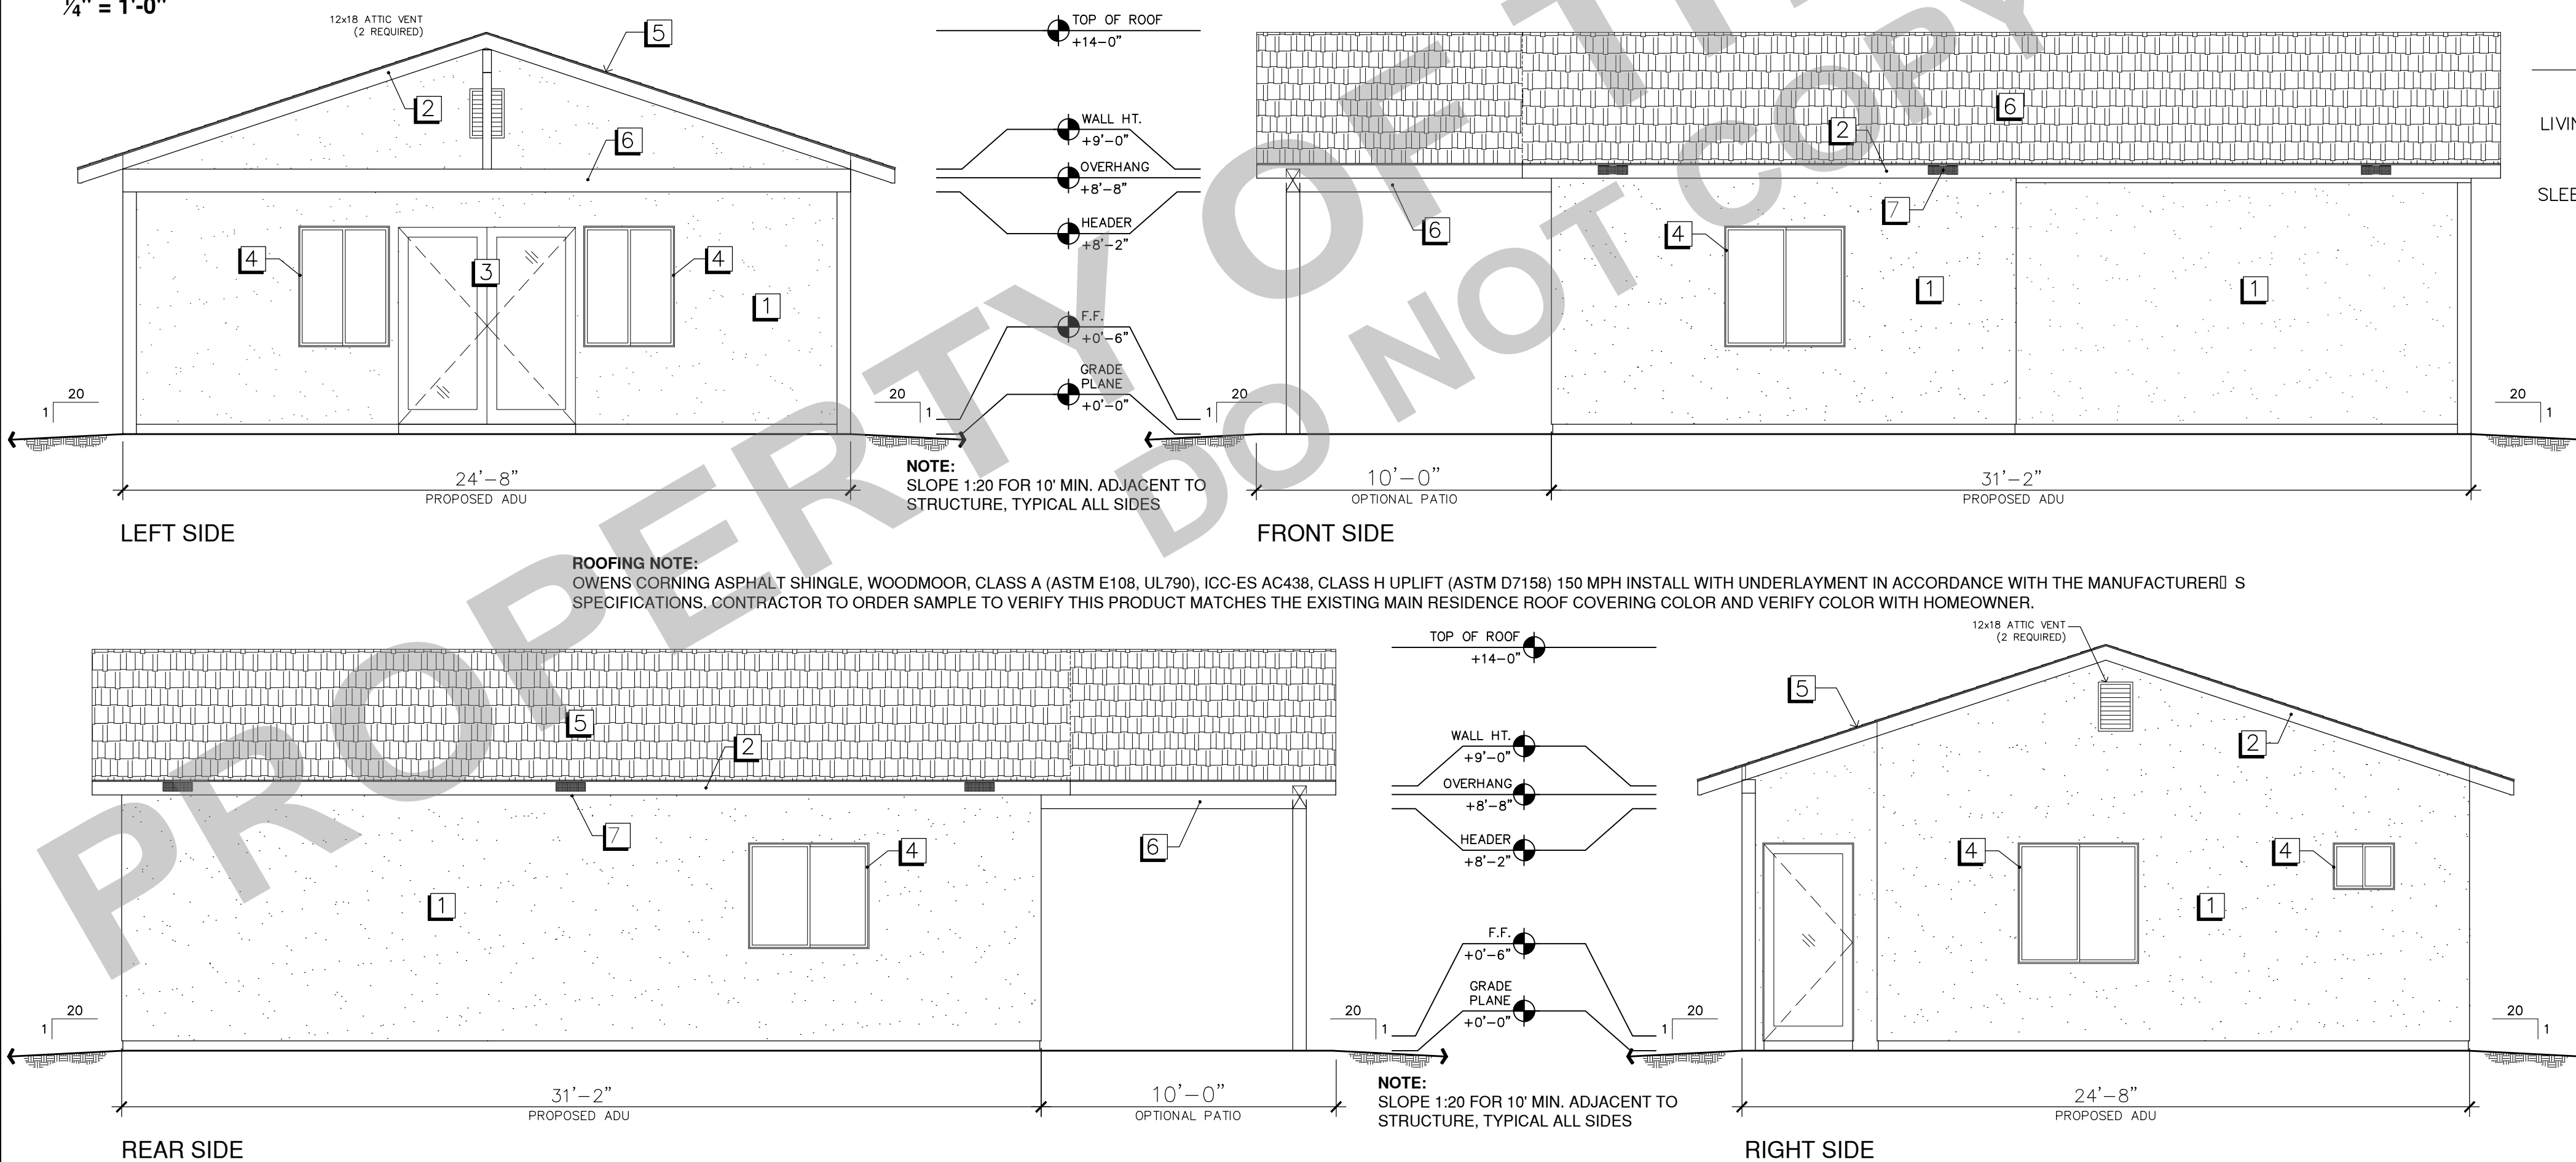 ¼" = 1'-0"
12x18 ATTIC VENT
(2 REQUIRED)
5
2
6
4
3
4
1
20
1
20
1
24'-8"
PROPOSED ADU
LEFT SIDE
TOP OF ROOF
+14-0"
WALL HT.
+9'-0"
OVERHANG
+8'-8"
HEADER
+8'-2"
F.F.
+0'-6"
GRADE
PLANE
+0'-0"
NOTE:
SLOPE 1:20 FOR 10' MIN. ADJACENT TO
STRUCTURE, TYPICAL ALL SIDES
6
2
7
6
4
1
1
20
1
20
1
10'-0"
OPTIONAL PATIO
31'-2"
PROPOSED ADU
FRONT SIDE
ROOFING NOTE:
OWENS CORNING ASPHALT SHINGLE, WOODMOOR, CLASS A (ASTM E108, UL790), ICC-ES AC438, CLASS H UPLIFT (ASTM D7158) 150 MPH INSTALL WITH UNDERLAYMENT IN ACCORDANCE WITH THE MANUFACTURER▯ S
SPECIFICATIONS. CONTRACTOR TO ORDER SAMPLE TO VERIFY THIS PRODUCT MATCHES THE EXISTING MAIN RESIDENCE ROOF COVERING COLOR AND VERIFY COLOR WITH HOMEOWNER.
5
2
7
4
6
1
20
1
20
1
31'-2"
PROPOSED ADU
10'-0"
OPTIONAL PATIO
REAR SIDE
TOP OF ROOF
+14-0"
WALL HT.
+9'-0"
OVERHANG
+8'-8"
HEADER
+8'-2"
F.F.
+0'-6"
GRADE
PLANE
+0'-0"
NOTE:
SLOPE 1:20 FOR 10' MIN. ADJACENT TO
STRUCTURE, TYPICAL ALL SIDES
12x18 ATTIC VENT
(2 REQUIRED)
5
2
4
4
1
20
1
20
1
24'-8"
PROPOSED ADU
RIGHT SIDE
PROPERTY OF
DO NOT COPY